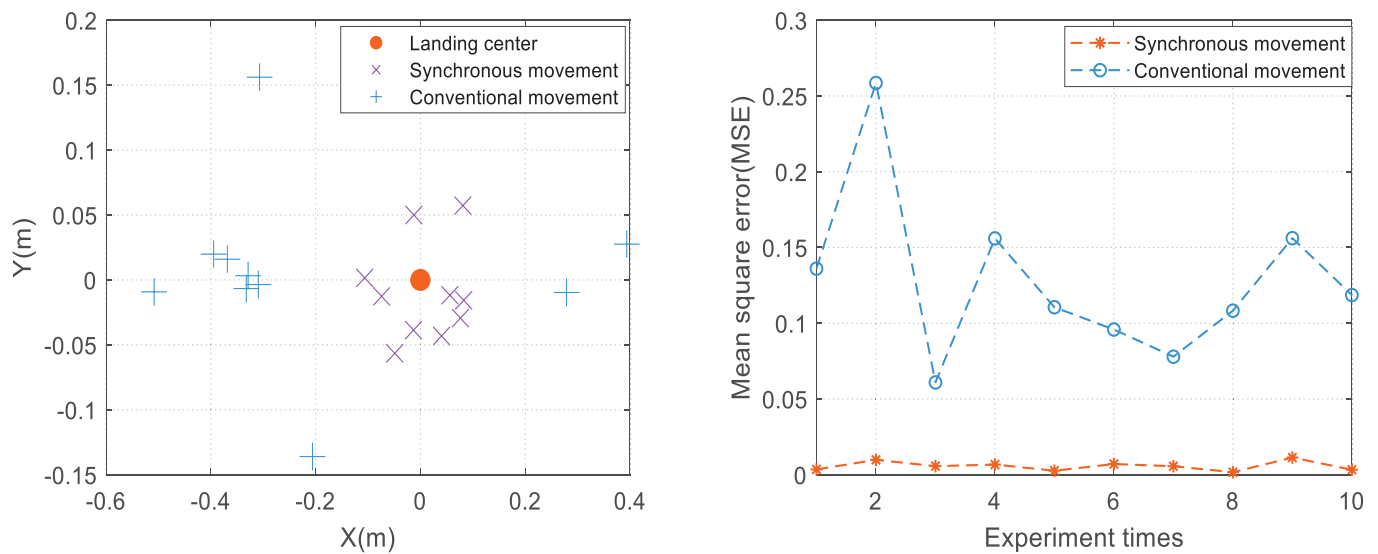 0.2
0.15
0.1
0.05
0
-0.05
-0.1
-0.15
-0.6
-0.4
-0.2
0
0.2
0.4
X(m)
Y(m)
Landing center
Synchronous movement
Conventional movement
0.3
0.25
0.2
0.15
0.1
0.05
0
2
4
6
8
10
Experiment times
Mean square error(MSE)
Synchronous movement
Conventional movement